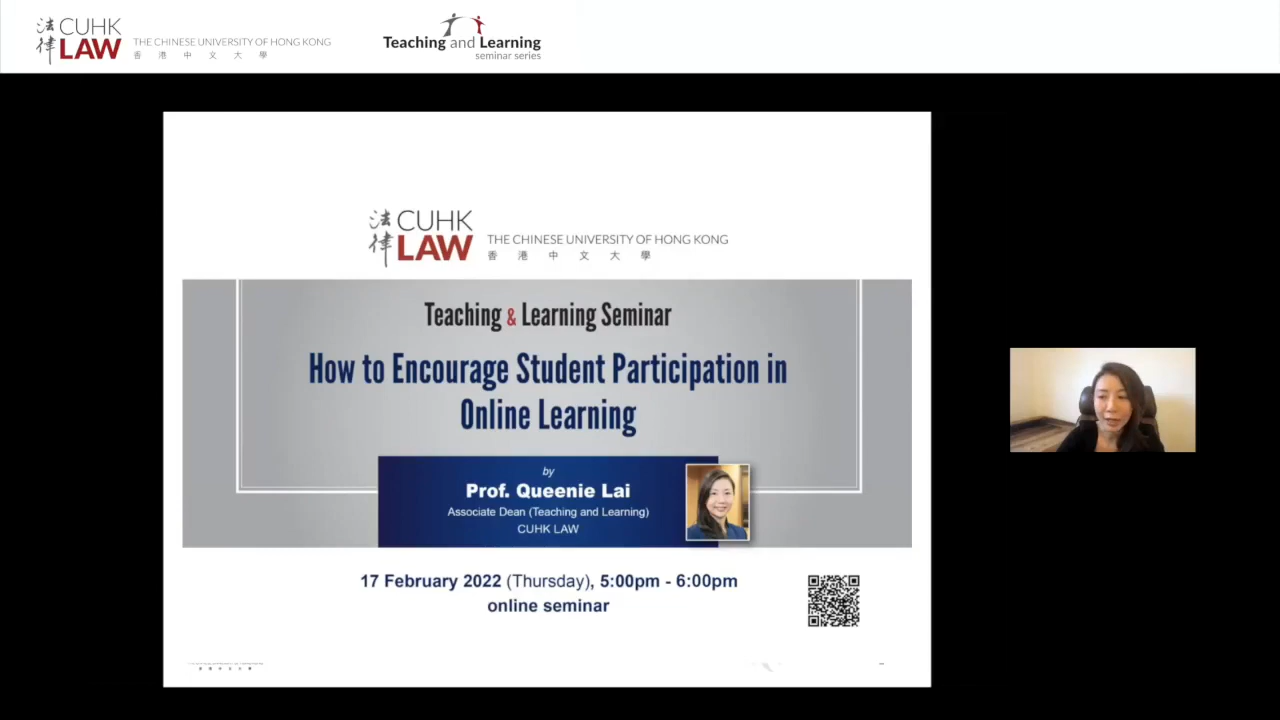 法律 CUHK LAW
THE CHINESE UNIVERSITY OF HONG KONG
香港中文大學
Teaching and Learning
seminar series
法律 CUHK LAW
THE CHINESE UNIVERSITY OF HONG KONG
香港中文大學
Teaching & Learning Seminar
How to Encourage Student Participation in
Online Learning
by
Prof. Queenie Lai
Associate Dean (Teaching and Learning)
CUHK LAW
17 February 2022 (Thursday), 5:00pm - 6:00pm
online seminar